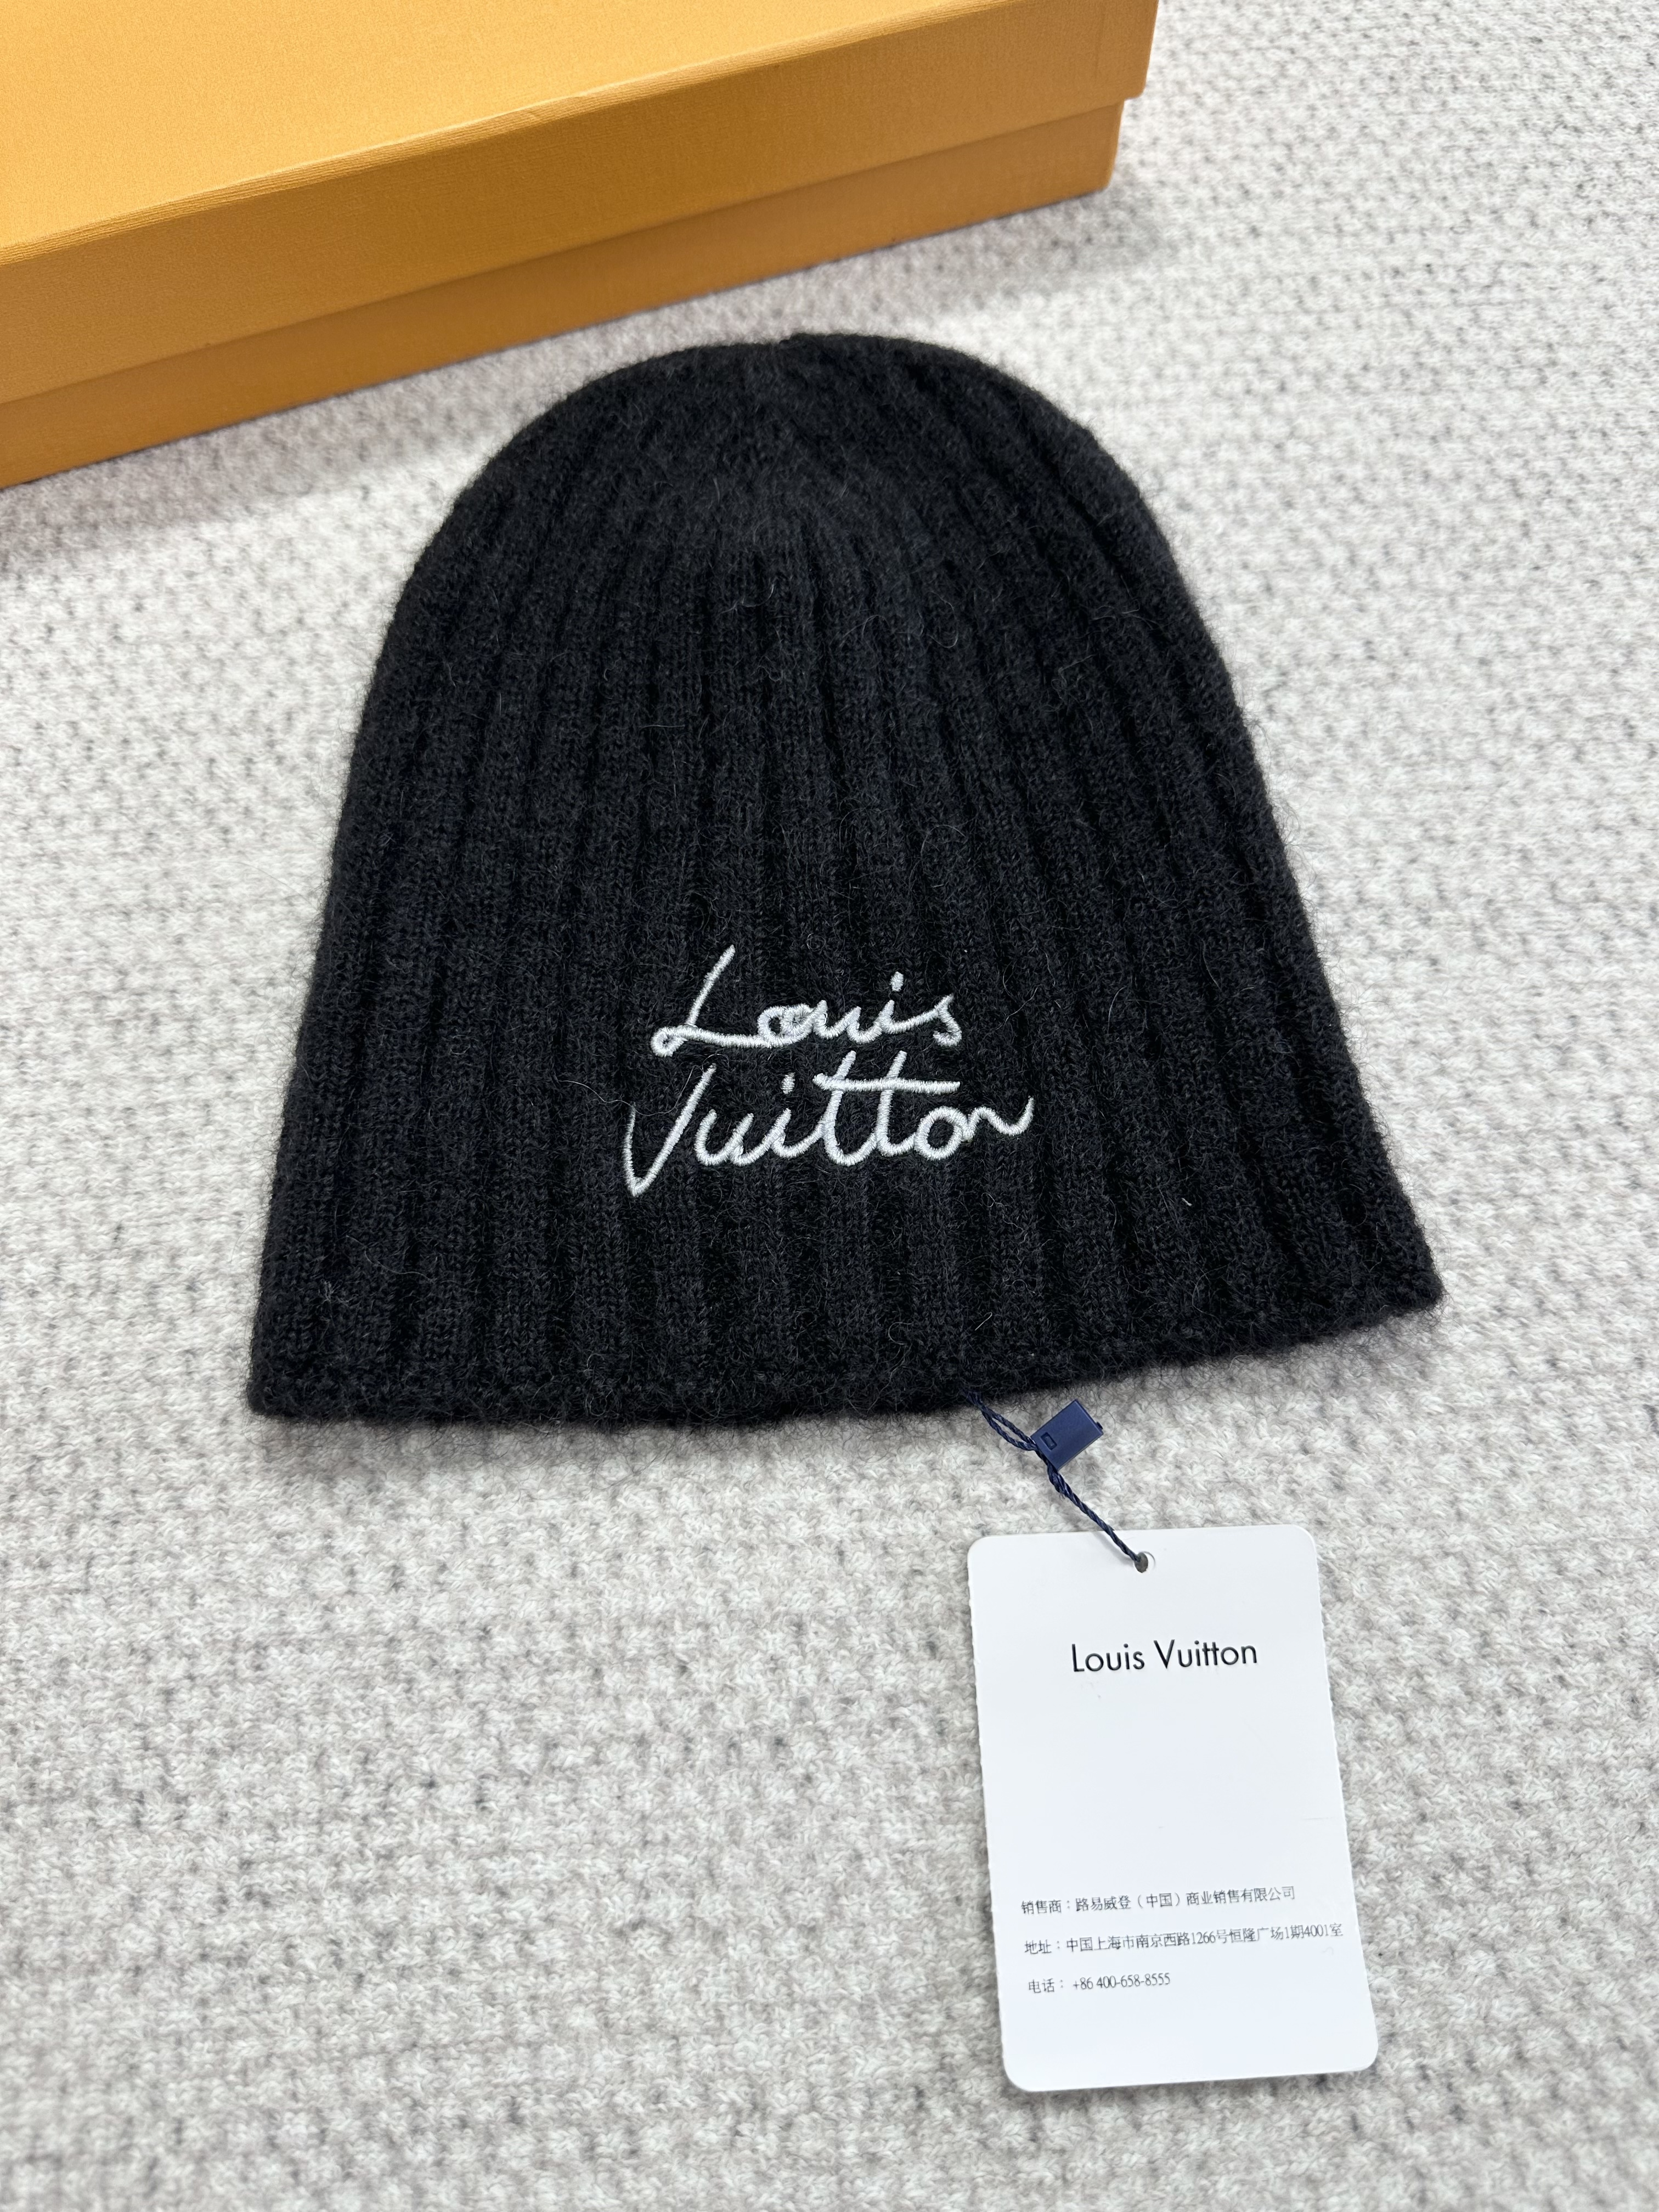 Louis
Vuitton
Louis Vuitton
销售商：路易威登（中国）商业销售有限公司
地址：中国上海市南京西路1266号恒隆广场1期4001室
电话： +86 400-658-8555